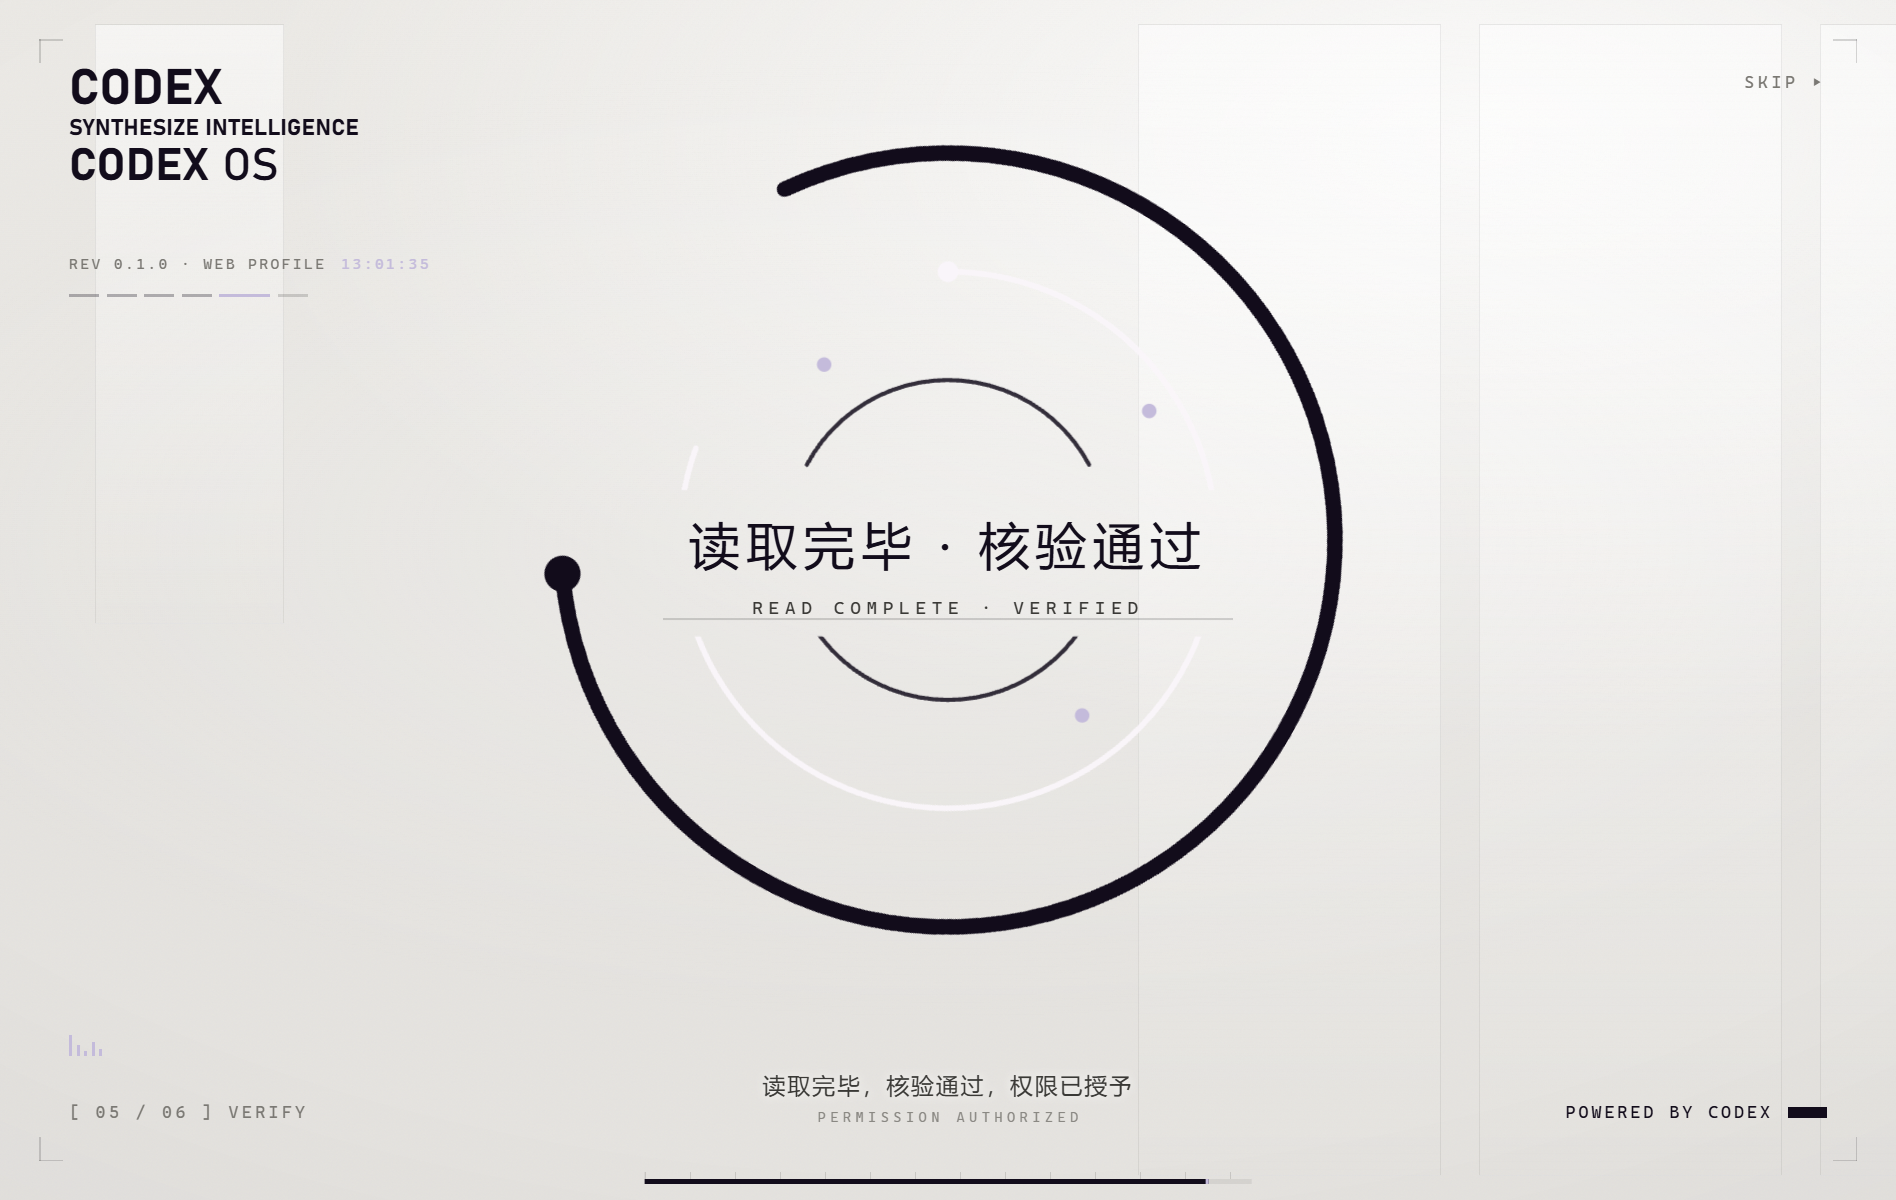 CODEX
SYNTHESIZE INTELLIGENCE
CODEX OS
SKIP ▶
REV 0.1.0 · WEB PROFILE 13:01:35
读取完毕 · 核验通过
READ COMPLETE · VERIFIED
读取完毕，核验通过，权限已授予
PERMISSION AUTHORIZED
[ 05 / 06 ] VERIFY
POWERED BY CODEX